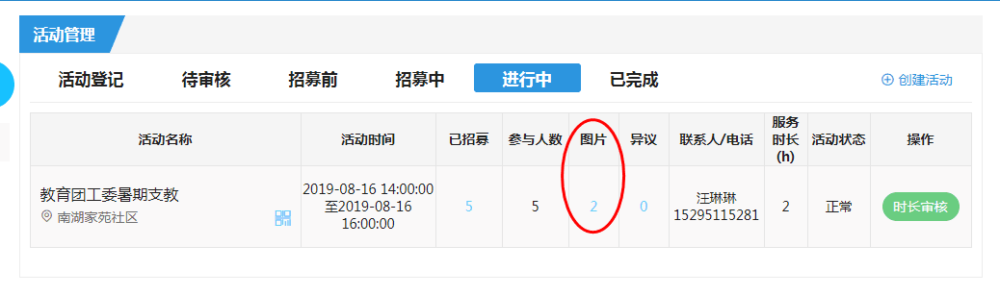 活动管理
活动登记 待审核 招募前 招募中 进行中 已完成 创建活动
活动名称 活动时间 已招募 参与人数 图片 异议 联系人/电话 服务时长(h) 活动状态 操作
教育团工委暑期支教
南湖家苑社区
2019-08-16 14:00:00
至2019-08-16
16:00:00
5 5 2 0
汪琳琳
15295115281
2 正常 时长审核